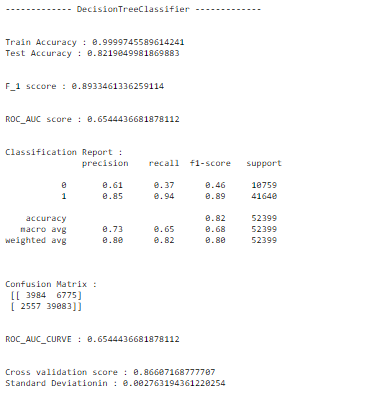 ------------- DecisionTreeClassifier -------------
Train Accuracy : 0.9999745589614241
Test Accuracy : 0.8219049981869883
F_1 sccore : 0.8933461336259114
ROC_AUC score : 0.6544436681878112
Classification Report :
precision recall f1-score support
0 0.61 0.37 0.46 10759
1 0.85 0.94 0.89 41640
accuracy 0.82 52399
macro avg 0.73 0.65 0.68 52399
weighted avg 0.80 0.82 0.80 52399
Confusion Matrix :
[[ 3984 6775]
[ 2557 39083]]
ROC_AUC_CURVE : 0.6544436681878112
Cross validation score : 0.86607168777707
Standard Deviationin : 0.002763194361220254